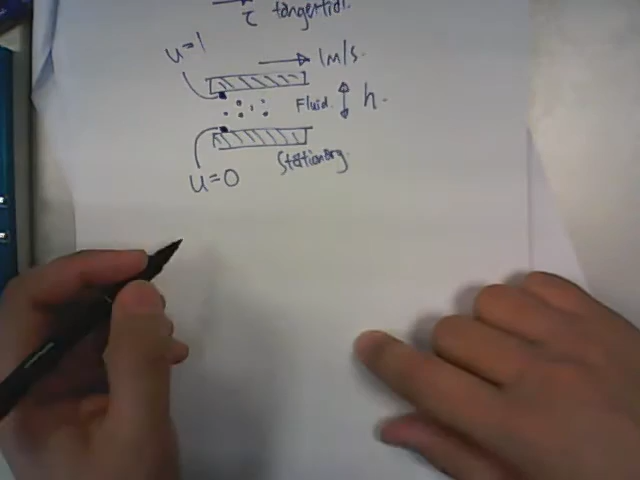 τ tangential.
u=1
1m/s.
Fluid.
h.
Stationary
u=0